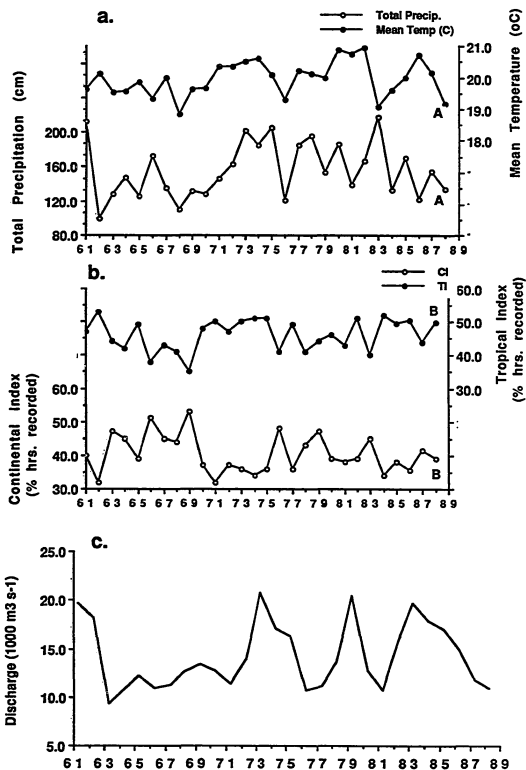 a.
Total Precip.
Mean Temp (C)
Total Precipitation (cm)
200.0
160.0
120.0
80.0
21.0
20.0
19.0
18.0
Mean Temperature (oC)
A
A
61 63 65 67 69 71 73 75 77 79 81 83 85 87 89
b.
CI
TI
Continental Index
(% hrs. recorded)
60.0
50.0
40.0
30.0
60.0
50.0
40.0
30.0
Tropical Index
(% hrs. recorded)
B
B
61 63 65 67 69 71 73 75 77 79 81 83 85 87 89
c.
Discharge (1000 m3 s-1)
25.0
20.0
15.0
10.0
5.0
61 63 65 67 69 71 73 75 77 79 81 83 85 87 89